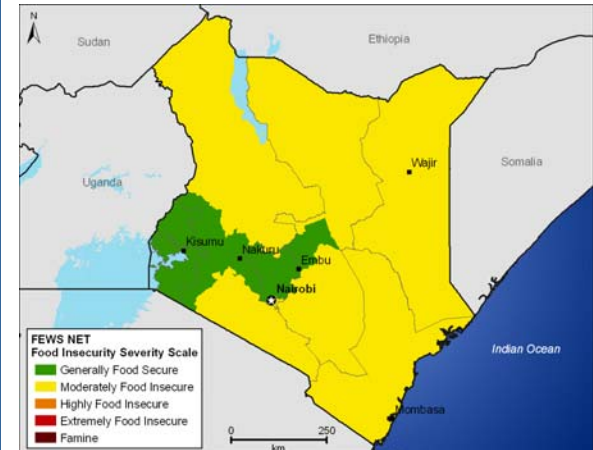 N
Sudan
Ethiopia
Wajir
Uganda
Somalia
Kisumu
Nakuru
Embu
Nairobi
FEWS NET
Food Insecurity Severity Scale
Generally Food Secure
Moderately Food Insecure
Highly Food Insecure
Extremely Food Insecure
Famine
Indian Ocean
Mombasa
0 250
km